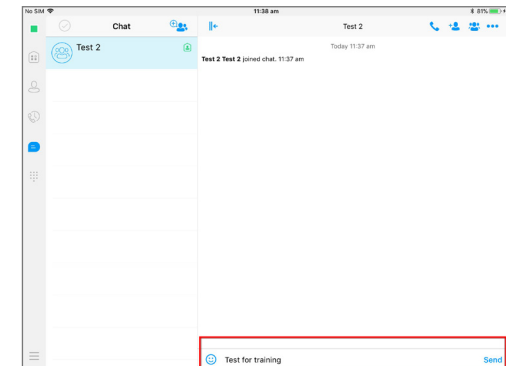 No SIM 11:38 am 81%
Chat
Test 2
Test 2
Today 11:37 am
Test 2 Test 2 joined chat. 11:37 am
Test for training
Send